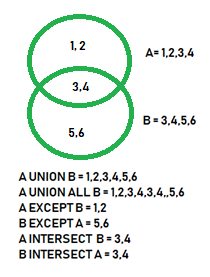 1, 2
A= 1,2,3,4
3,4
B = 3,4,5,6
5,6
A UNION B = 1,2,3,4,5,6
A UNION ALL B = 1,2,3,4,3,4,,5,6
A EXCEPT B = 1,2
B EXCEPT A = 5,6
A INTERSECT B = 3,4
B INTERSECT A = 3,4